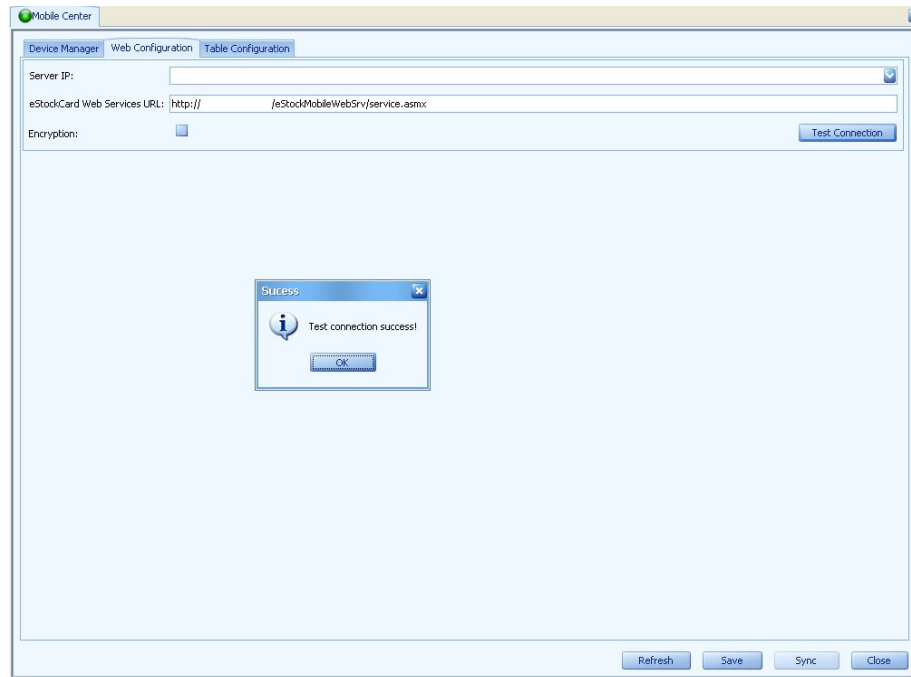 Mobile Center
Device Manager Web Configuration Table Configuration
Server IP:
eStockCard Web Services URL: http:// /eStockMobileWebSrv/service.asmx
Encryption:
Test Connection
Sucess
Test connection success!
OK
Refresh Save Sync Close